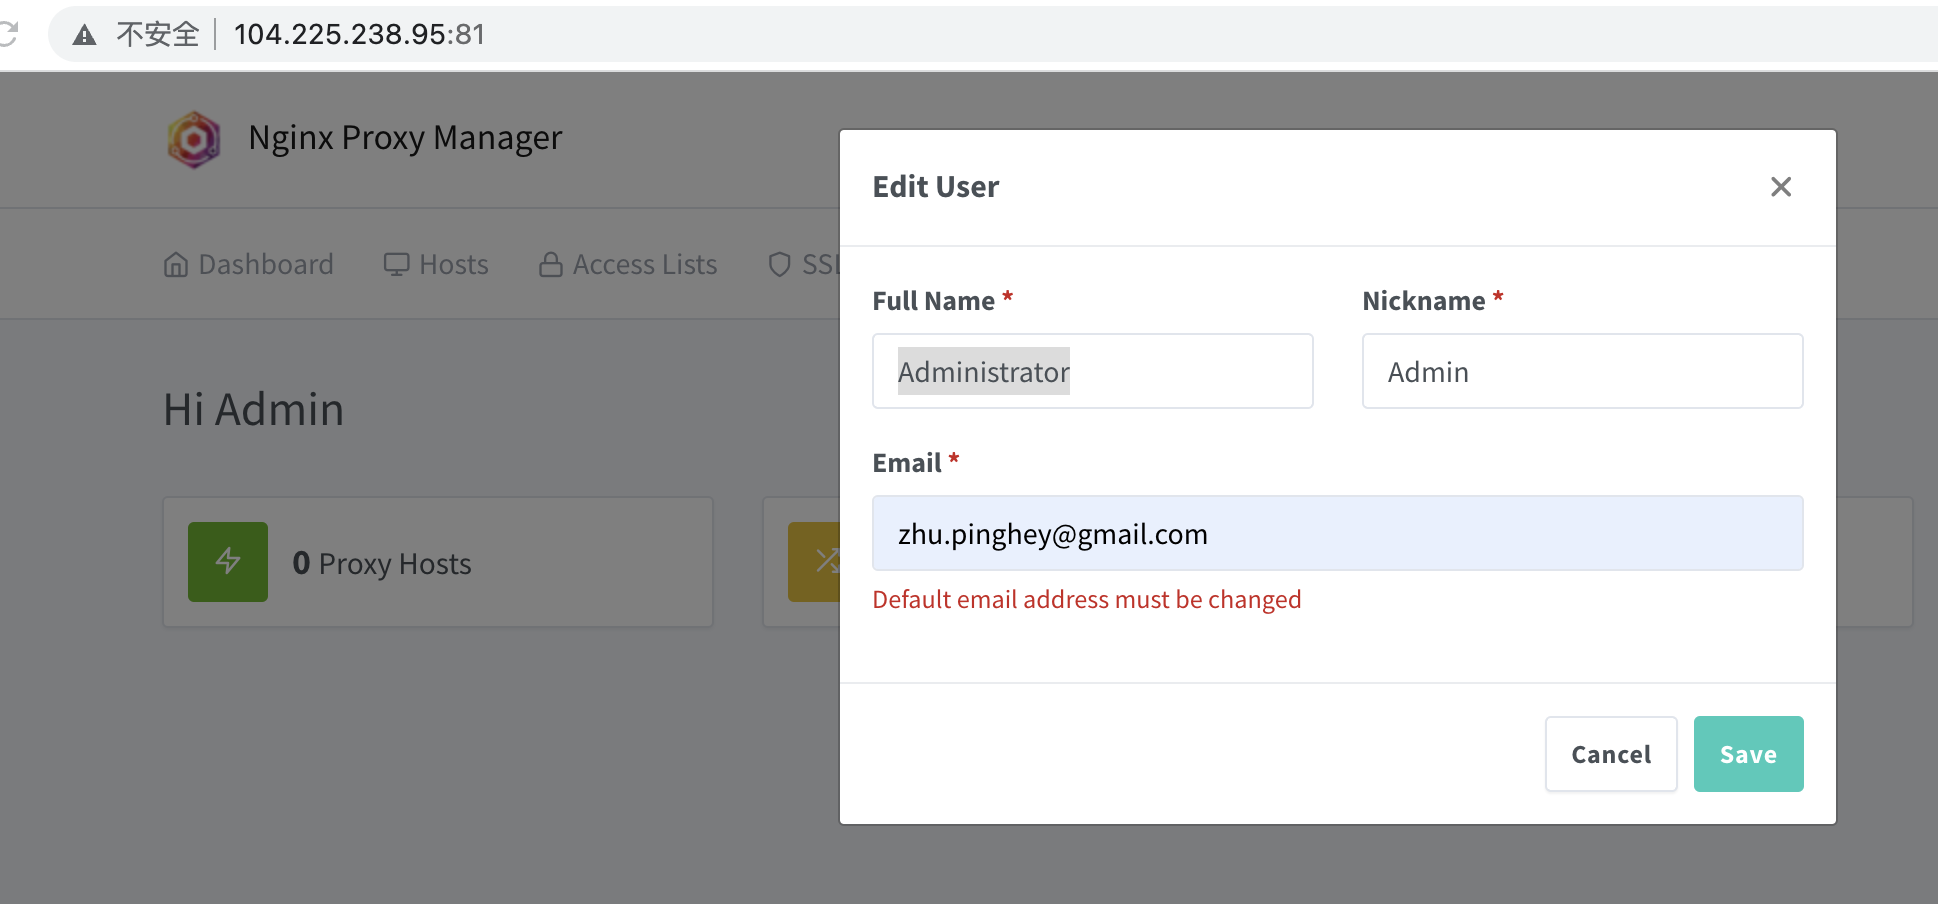 不安全 104.225.238.95:81
Nginx Proxy Manager
Dashboard Hosts Access Lists SSL
Hi Admin
0 Proxy Hosts
Edit User
Full Name * Nickname *
Administrator Admin
Email *
zhu.pinghey@gmail.com
Default email address must be changed
Cancel Save